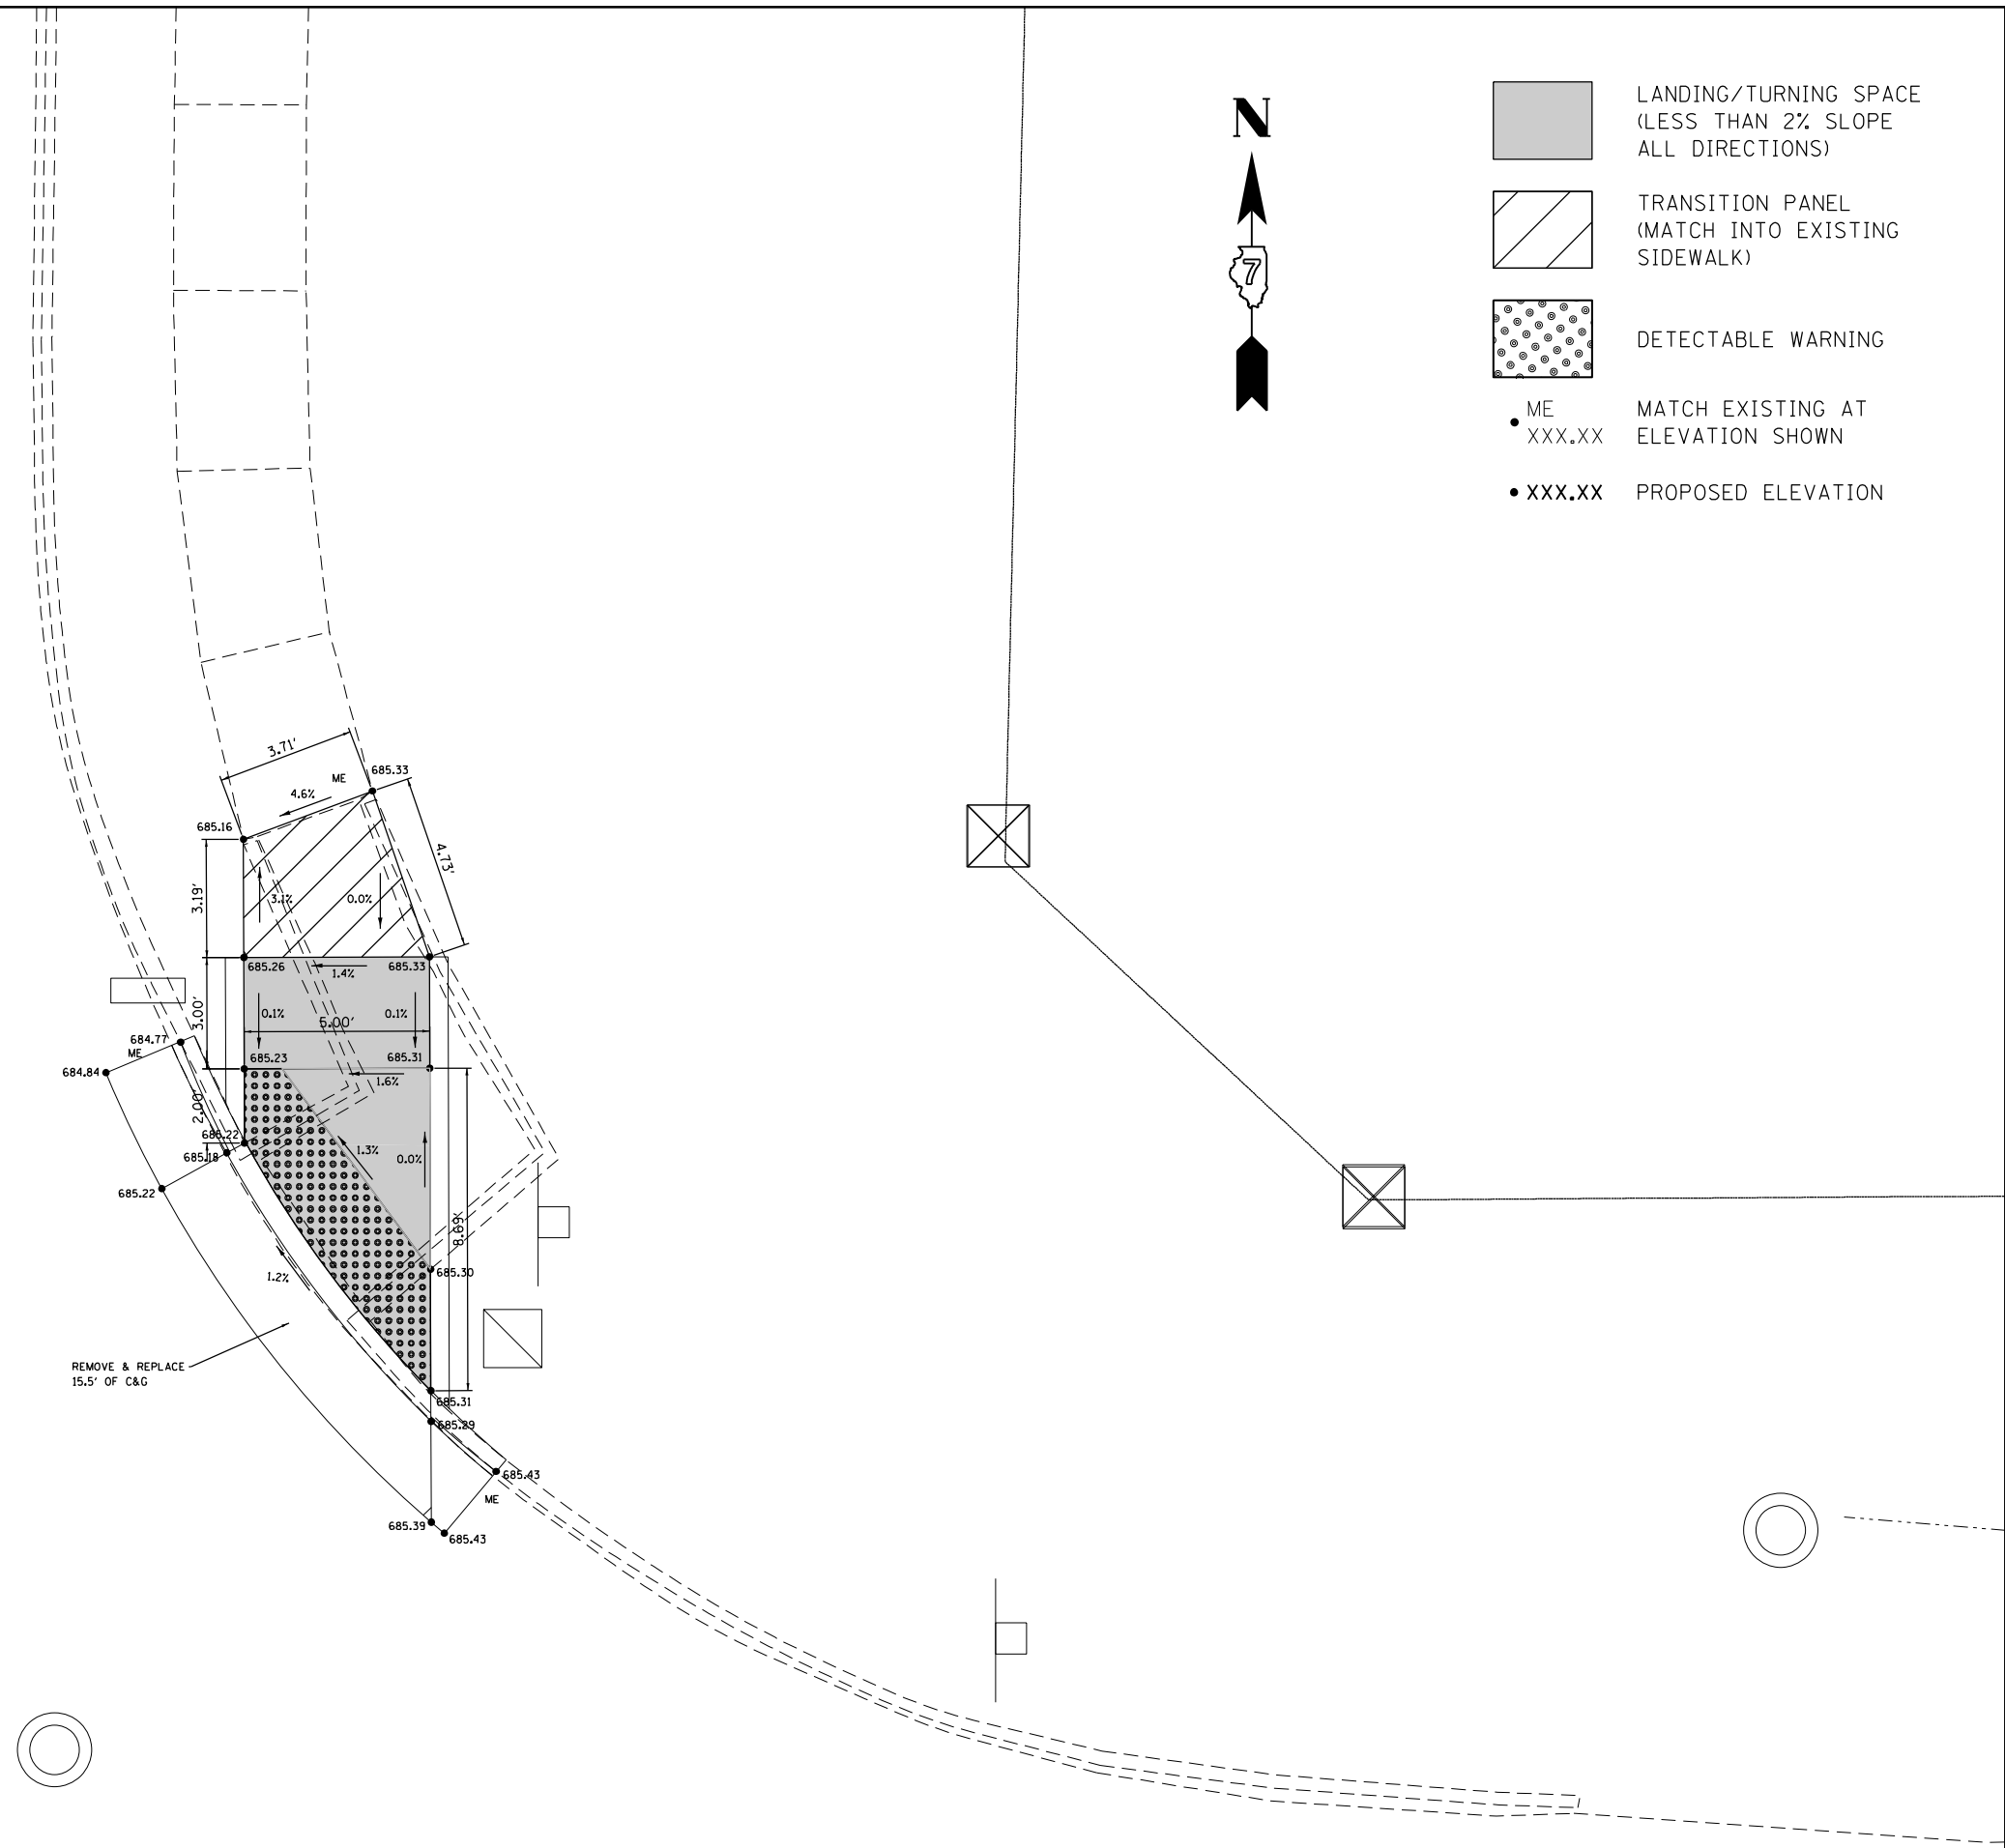 N
7
LANDING/TURNING SPACE
(LESS THAN 2% SLOPE
ALL DIRECTIONS)
TRANSITION PANEL
(MATCH INTO EXISTING
SIDEWALK)
DETECTABLE WARNING
ME
XXX.XX
MATCH EXISTING AT
ELEVATION SHOWN
XXX.XX PROPOSED ELEVATION
3.71'
685.33
ME
4.6%
685.16
4.73'
3.19'
3.1%
0.0%
685.26
685.33
1.4%
3.00'
0.1%
0.1%
5.00'
684.77
ME
685.23
685.31
684.84
1.6%
2.00'
685.22
685.18
1.3%
0.0%
685.22
8.69'
685.30
1.2%
REMOVE & REPLACE
15.5' OF C&G
685.31
685.29
685.43
ME
685.39
685.43